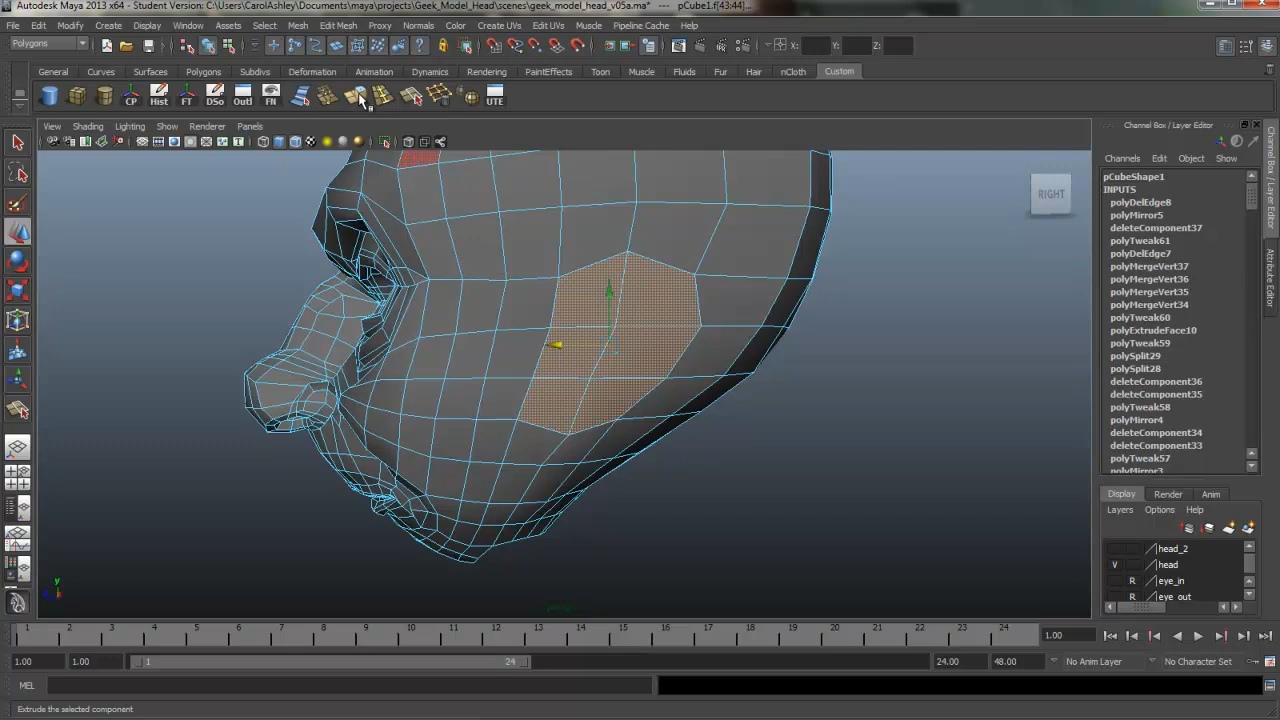 Autodesk Maya 2013 x64 - Student Version: C:\Users\CarolAshley\Documents\maya\projects\Geek_Model_Head\scenes\geek_model_head_v05a.ma* --- pCube1.f[43:44]...
File Edit Modify Create Display Window Assets Select Mesh Edit Mesh Proxy Normals Color Create UVs Edit UVs Muscle Pipeline Cache Help
Polygons X: Y: Z:
General Curves Surfaces Polygons Subdivs Deformation Animation Dynamics Rendering PaintEffects Toon Muscle Fluids Fur Hair nCloth Custom
CP Hist FT DSo Outl FN UTE
View Shading Lighting Show Renderer Panels
Channel Box / Layer Editor
RIGHT
Channels Edit Object Show
pCubeShape1
INPUTS
polyDelEdge8
polyMirror5
deleteComponent37
polyTweak61
polyDelEdge7
polyMergeVert37
polyMergeVert36
polyMergeVert35
polyMergeVert34
polyTweak60
polyExtrudeFace10
polyTweak59
polySplit29
polySplit28
deleteComponent36
deleteComponent35
polyTweak58
polyMirror4
deleteComponent34
deleteComponent33
polyTweak57
polyMirror3
Channel Box / Layer Editor
Attribute Editor
Display Render Anim
Layers Options Help
head_2
V head
R eye_in
R eye_out
y
1 2 3 4 5 6 7 8 9 10 11 12 13 14 15 16 17 18 19 20 21 22 23 24 1.00
1.00 1.00 1 24 24.00 48.00 No Anim Layer No Character Set
MEL
Extrude the selected component